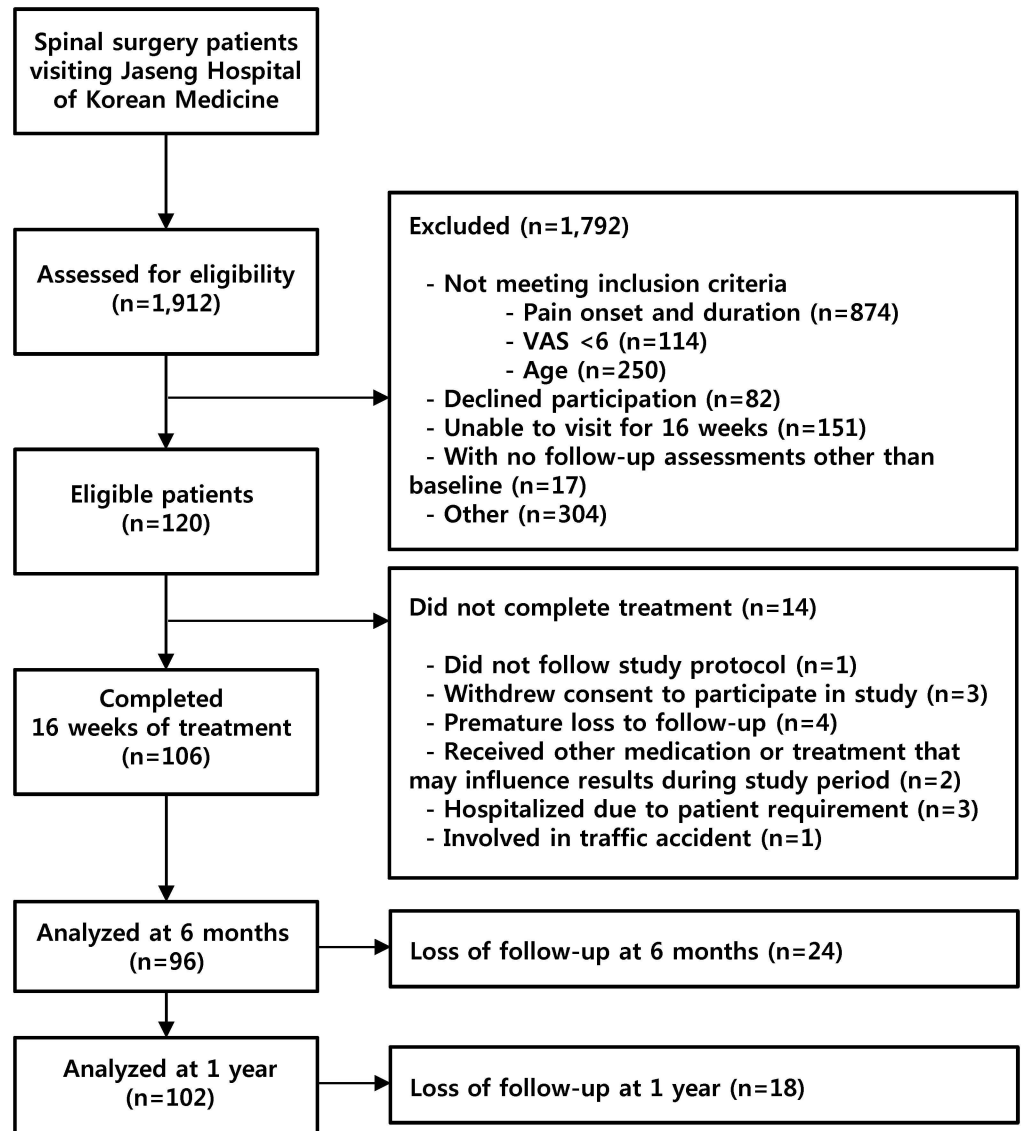 Spinal surgery patients
visiting Jaseng Hospital
of Korean Medicine
Assessed for eligibility
(n=1,912)
Excluded (n=1,792)
- Not meeting inclusion criteria
- Pain onset and duration (n=874)
- VAS <6 (n=114)
- Age (n=250)
- Declined participation (n=82)
- Unable to visit for 16 weeks (n=151)
- With no follow-up assessments other than
baseline (n=17)
- Other (n=304)
Eligible patients
(n=120)
Did not complete treatment (n=14)
- Did not follow study protocol (n=1)
- Withdrew consent to participate in study (n=3)
- Premature loss to follow-up (n=4)
- Received other medication or treatment that
may influence results during study period (n=2)
- Hospitalized due to patient requirement (n=3)
- Involved in traffic accident (n=1)
Completed
16 weeks of treatment
(n=106)
Analyzed at 6 months
(n=96)
Loss of follow-up at 6 months (n=24)
Analyzed at 1 year
(n=102)
Loss of follow-up at 1 year (n=18)